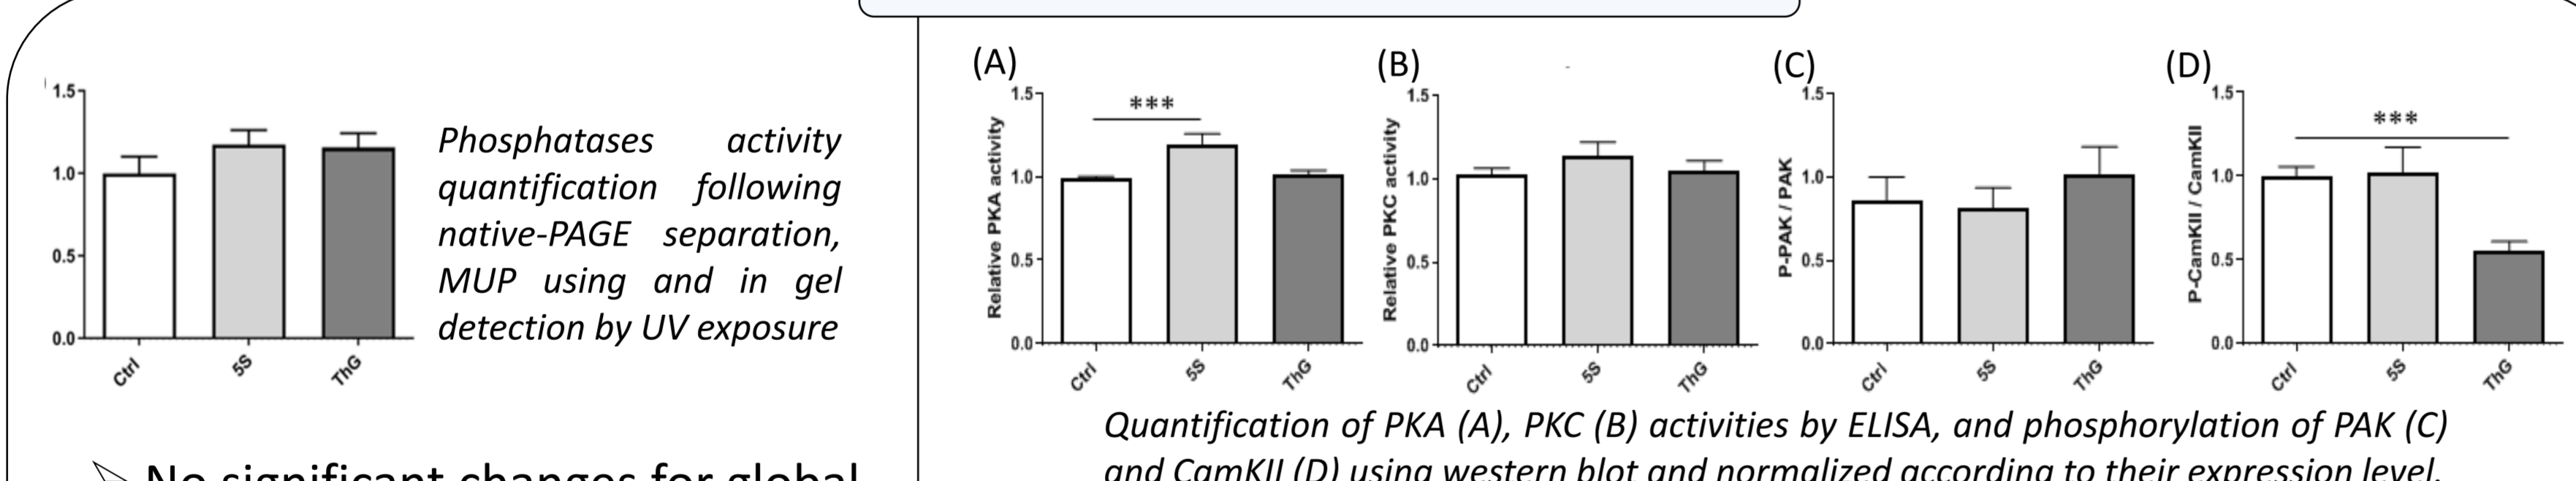 1.5
1.0
0.5
0.0
Ctrl
5S
ThG
Phosphatases activity
quantification following
native-PAGE separation,
MUP using and in gel
detection by UV exposure
No significant changes for global
(A)
1.5
1.0
0.5
0.0
Relative PKA activity
***
Ctrl
5S
ThG
(B)
1.5
1.0
0.5
0.0
Relative PKC activity
Ctrl
5S
ThG
(C)
1.5
1.0
0.5
0.0
P-PAK / PAK
Ctrl
5S
ThG
(D)
1.5
1.0
0.5
0.0
P-CamKII / CamKII
***
Ctrl
5S
ThG
Quantification of PKA (A), PKC (B) activities by ELISA, and phosphorylation of PAK (C)
and CamKII (D) using western blot and normalized according to their expression level.